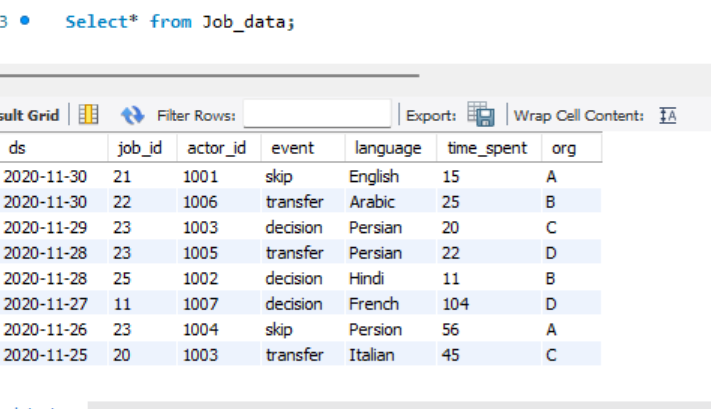 3 Select* from Job_data;
sult Grid Filter Rows: Export: Wrap Cell Content: IA
ds job_id actor_id event language time_spent org
2020-11-30 21 1001 skip English 15 A
2020-11-30 22 1006 transfer Arabic 25 B
2020-11-29 23 1003 decision Persian 20 C
2020-11-28 23 1005 transfer Persian 22 D
2020-11-28 25 1002 decision Hindi 11 B
2020-11-27 11 1007 decision French 104 D
2020-11-26 23 1004 skip Persion 56 A
2020-11-25 20 1003 transfer Italian 45 C